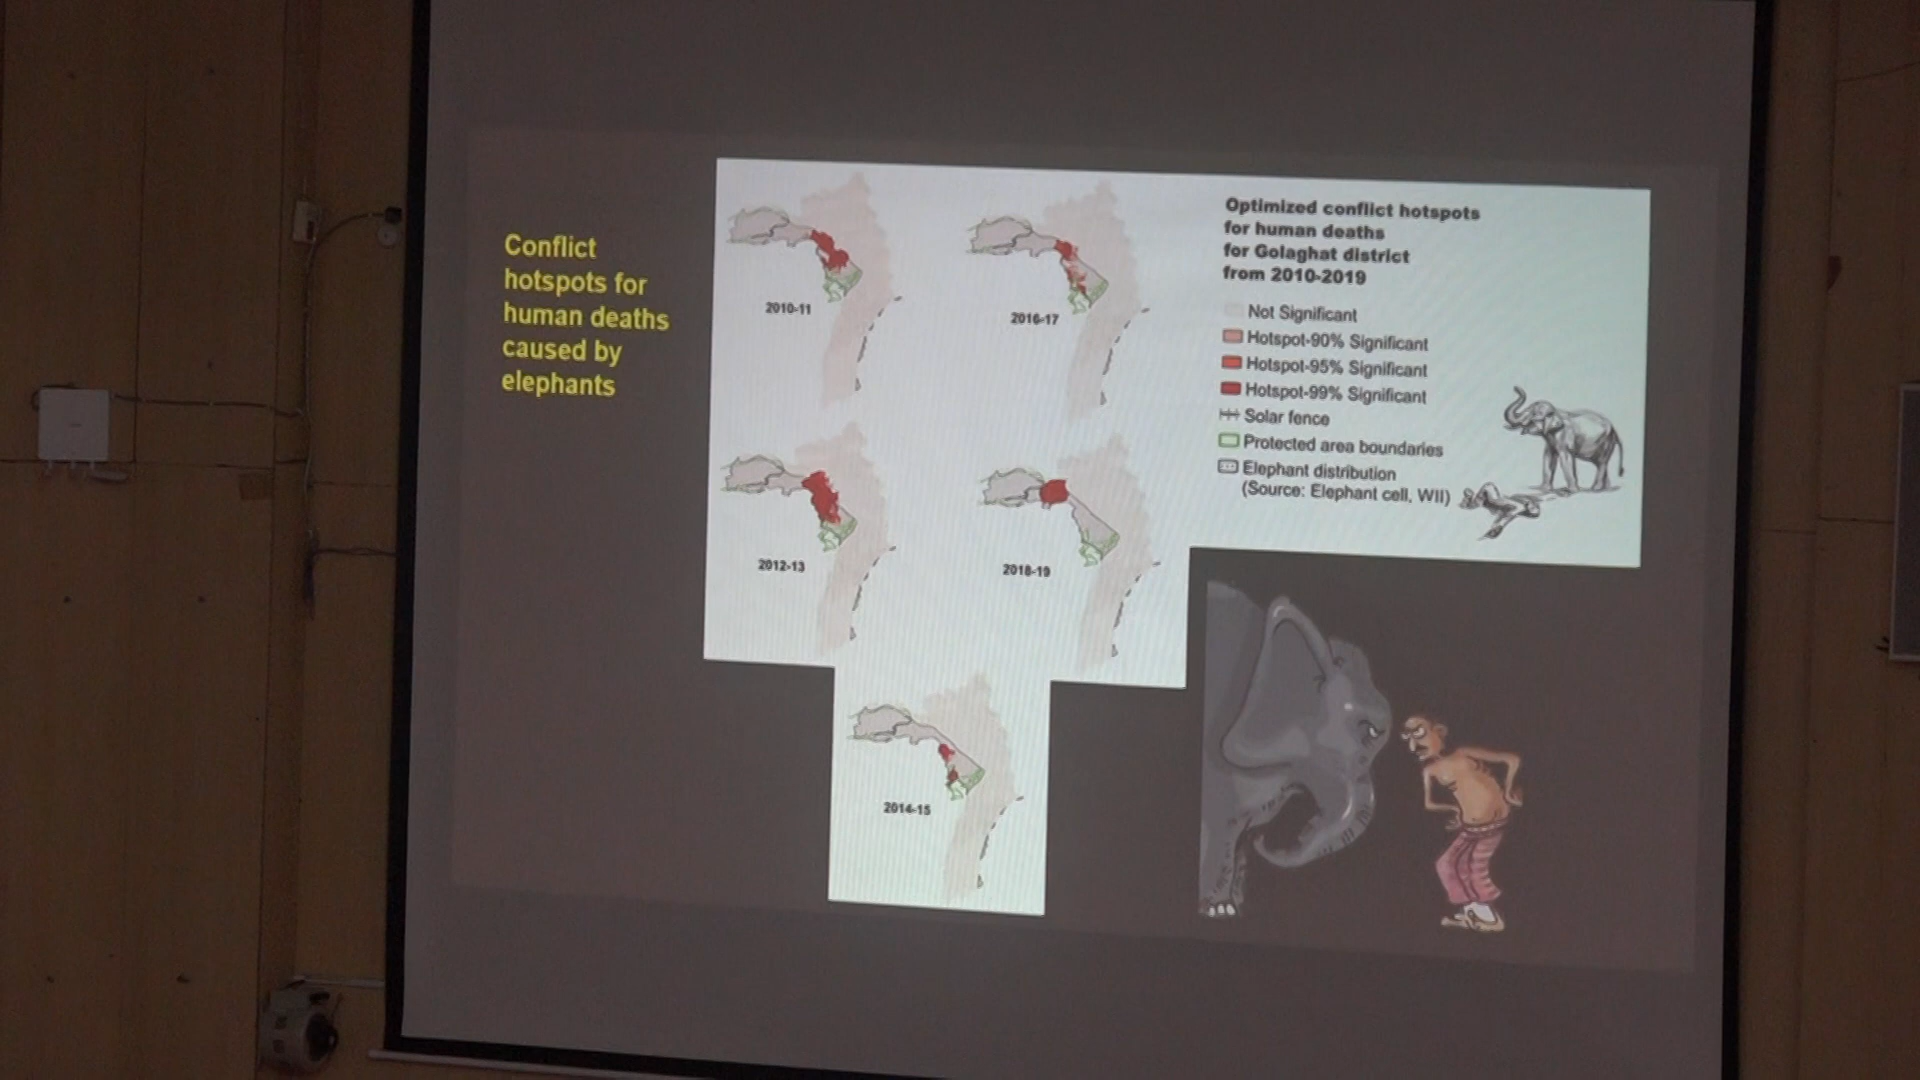 Conflict
hotspots for
human deaths
caused by
elephants
2010-11
2016-17
2012-13
2018-19
2014-15
Optimized conflict hotspots
for human deaths
for Golaghat district
from 2010-2019
Not Significant
Hotspot-90% Significant
Hotspot-95% Significant
Hotspot-99% Significant
Solar fence
Protected area boundaries
Elephant distribution
(Source: Elephant cell, WII)